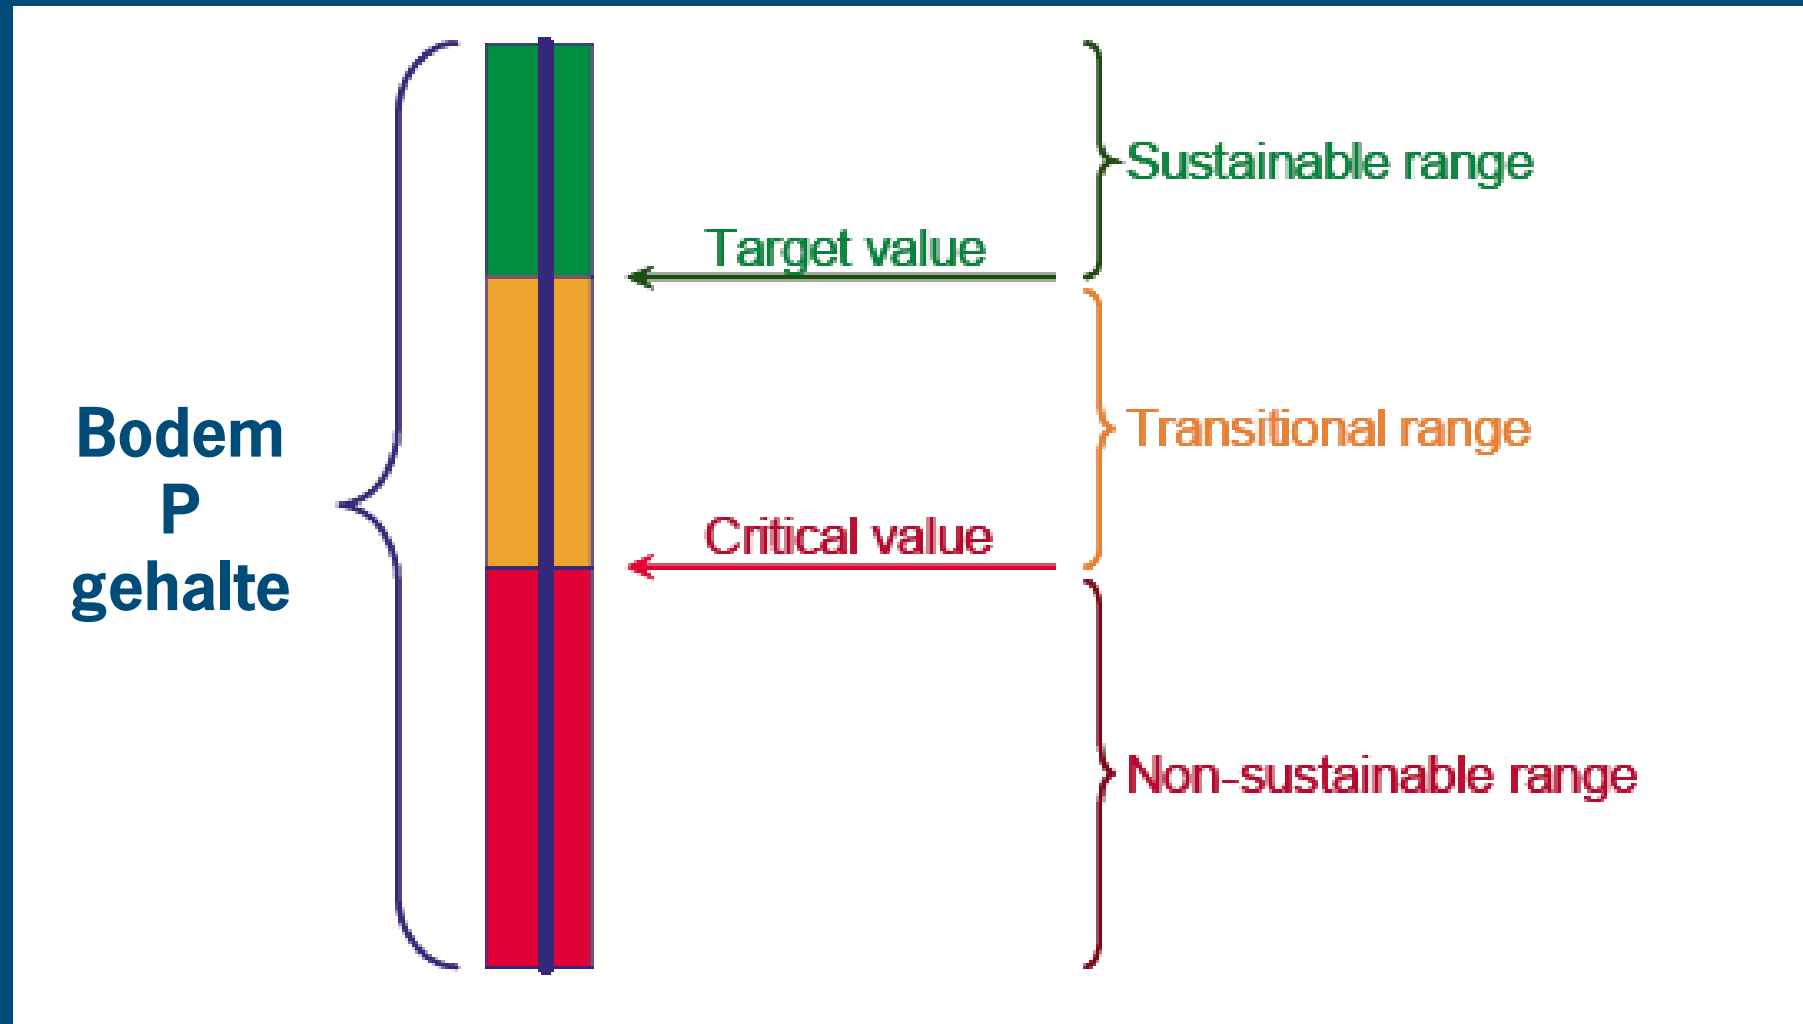 Bodem
P
gehalte
Sustainable range
Target value
Transitional range
Critical value
Non-sustainable range